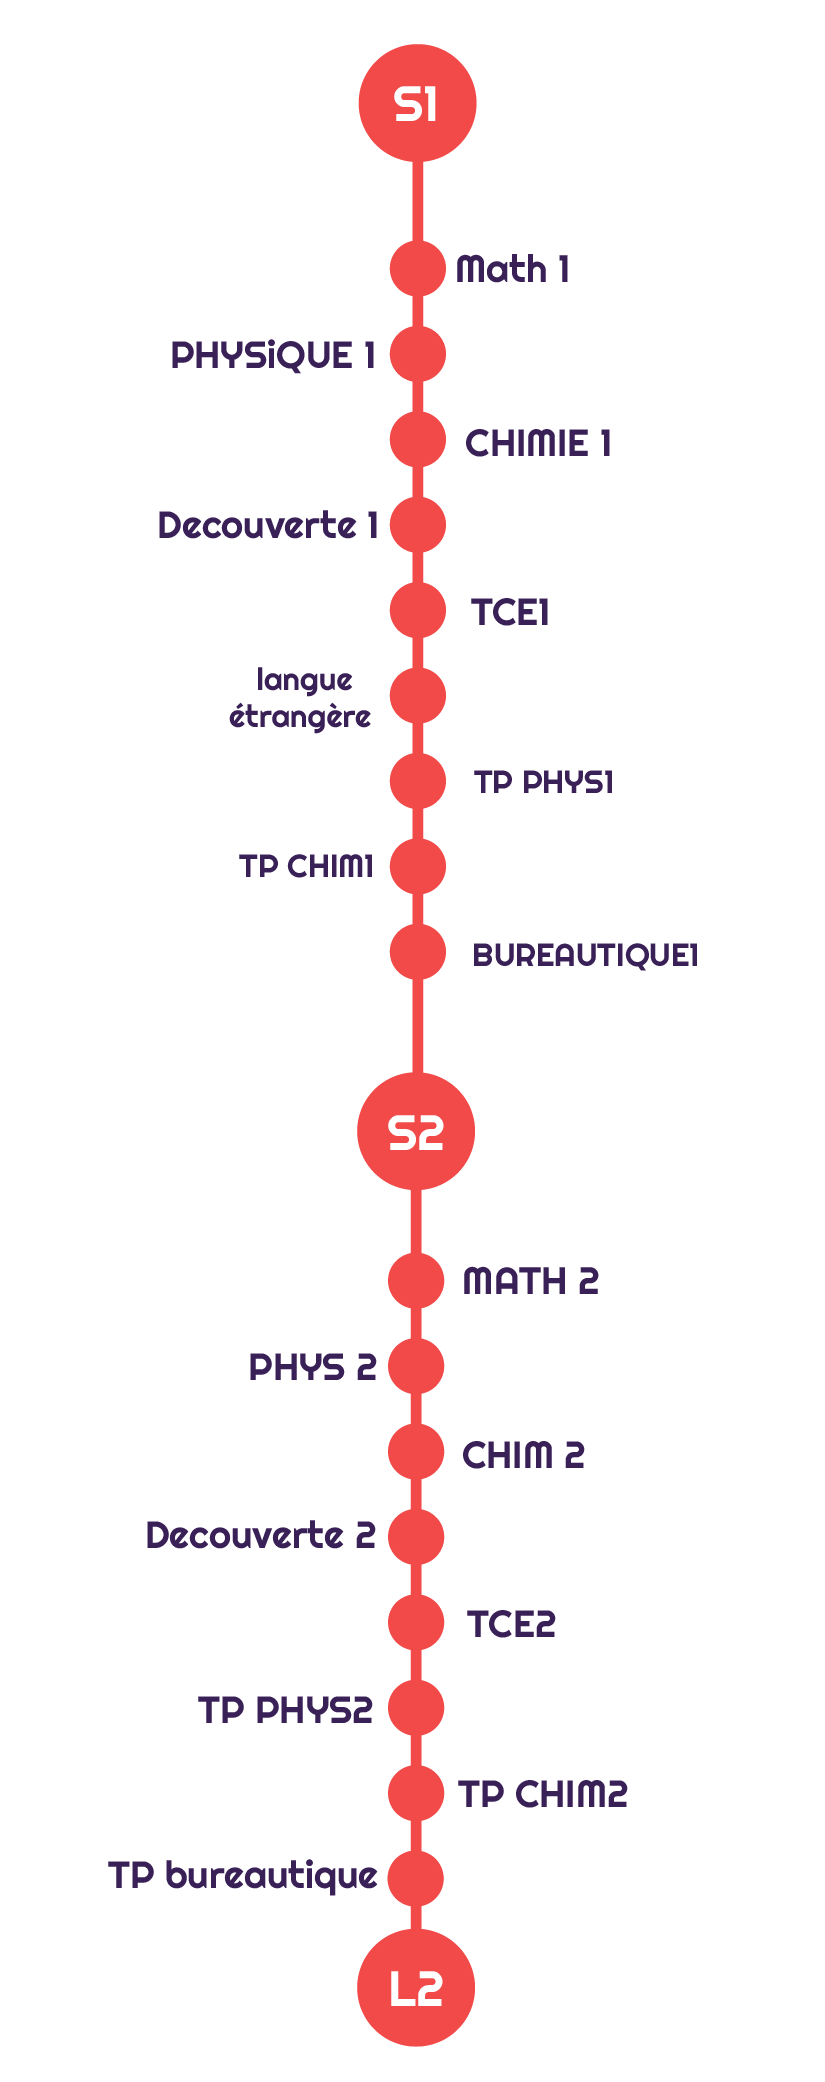 S1
Math 1
PHYSiQUE 1
CHIMIE 1
Decouverte 1
TCE1
langue
étrangère
TP PHYS1
TP CHIM1
BUREAUTIQUE1
S2
MATH 2
PHYS 2
CHIM 2
Decouverte 2
TCE2
TP PHYS2
TP CHIM2
TP bureautique
L2